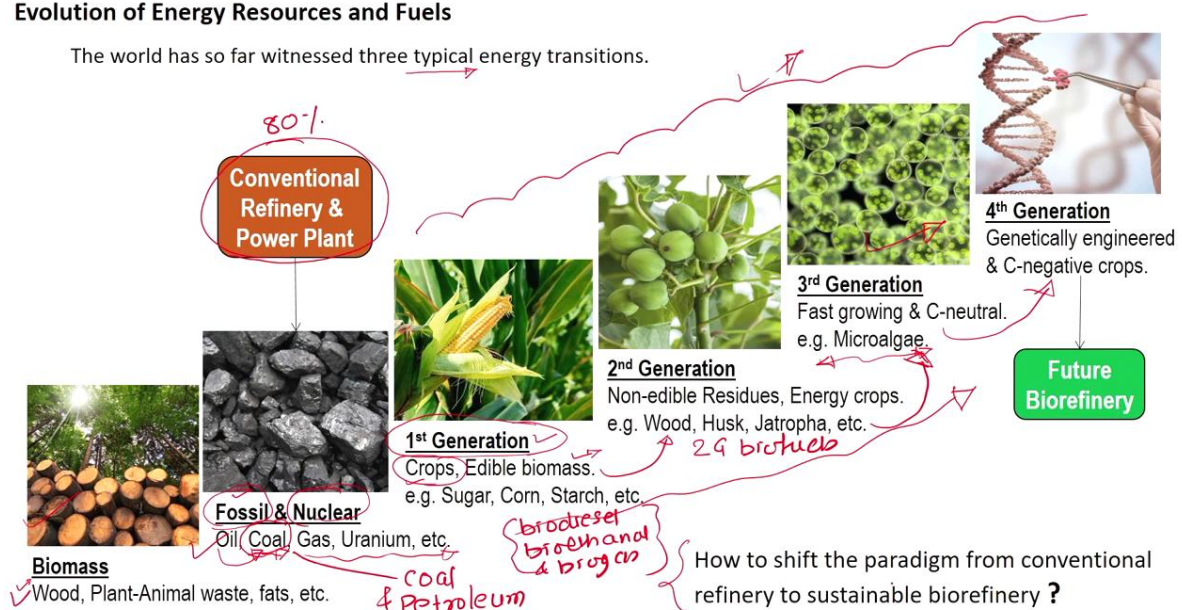 Evolution of Energy Resources and Fuels
The world has so far witnessed three typical energy transitions.
80%
Conventional
Refinery &
Power Plant
4th Generation
Genetically engineered
& C-negative crops.
3rd Generation
Fast growing & C-neutral.
e.g. Microalgae.
Future
Biorefinery
2nd Generation
Non-edible Residues, Energy crops.
e.g. Wood, Husk, Jatropha, etc.
2G biofuels
1st Generation
Crops, Edible biomass.
e.g. Sugar, Corn, Starch, etc.
biodiesel
bioethanol
& biogas
Fossil & Nuclear
Oil, Coal, Gas, Uranium, etc.
coal
& Petroleum
Biomass
Wood, Plant-Animal waste, fats, etc.
How to shift the paradigm from conventional
refinery to sustainable biorefinery ?